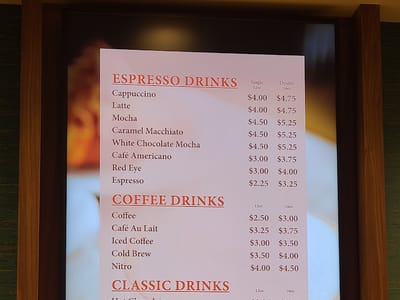 ESPRESSO DRINKS Single Double
Cappuccino $4.00 $4.75
Latte $4.00 $4.75
Mocha $4.50 $5.25
Caramel Macchiato $4.50 $5.25
White Chocolate Mocha $4.50 $5.25
Café Americano $3.00 $3.75
Red Eye $3.00 $4.00
Espresso $2.25 $3.25
COFFEE DRINKS
Coffee $2.50 $3.00
Café Au Lait $3.25 $3.75
Iced Coffee $3.00 $3.50
Cold Brew $3.50 $4.00
Nitro $4.00 $4.50
CLASSIC DRINKS